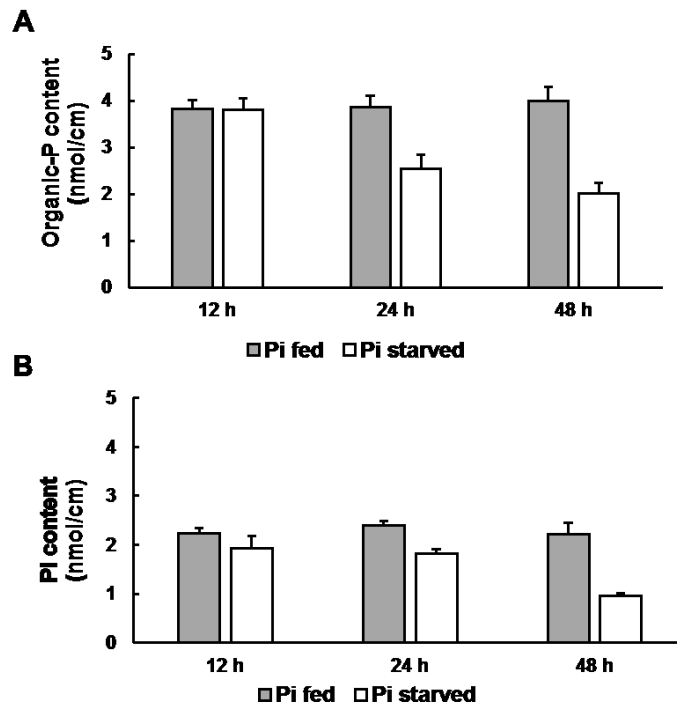 A
Organic-P content
(nmol/cm)
5
4
3
2
1
0
12 h 24 h 48 h
Pi fed Pi starved
B
PI content
(nmol/cm)
5
4
3
2
1
0
12 h 24 h 48 h
Pi fed Pi starved